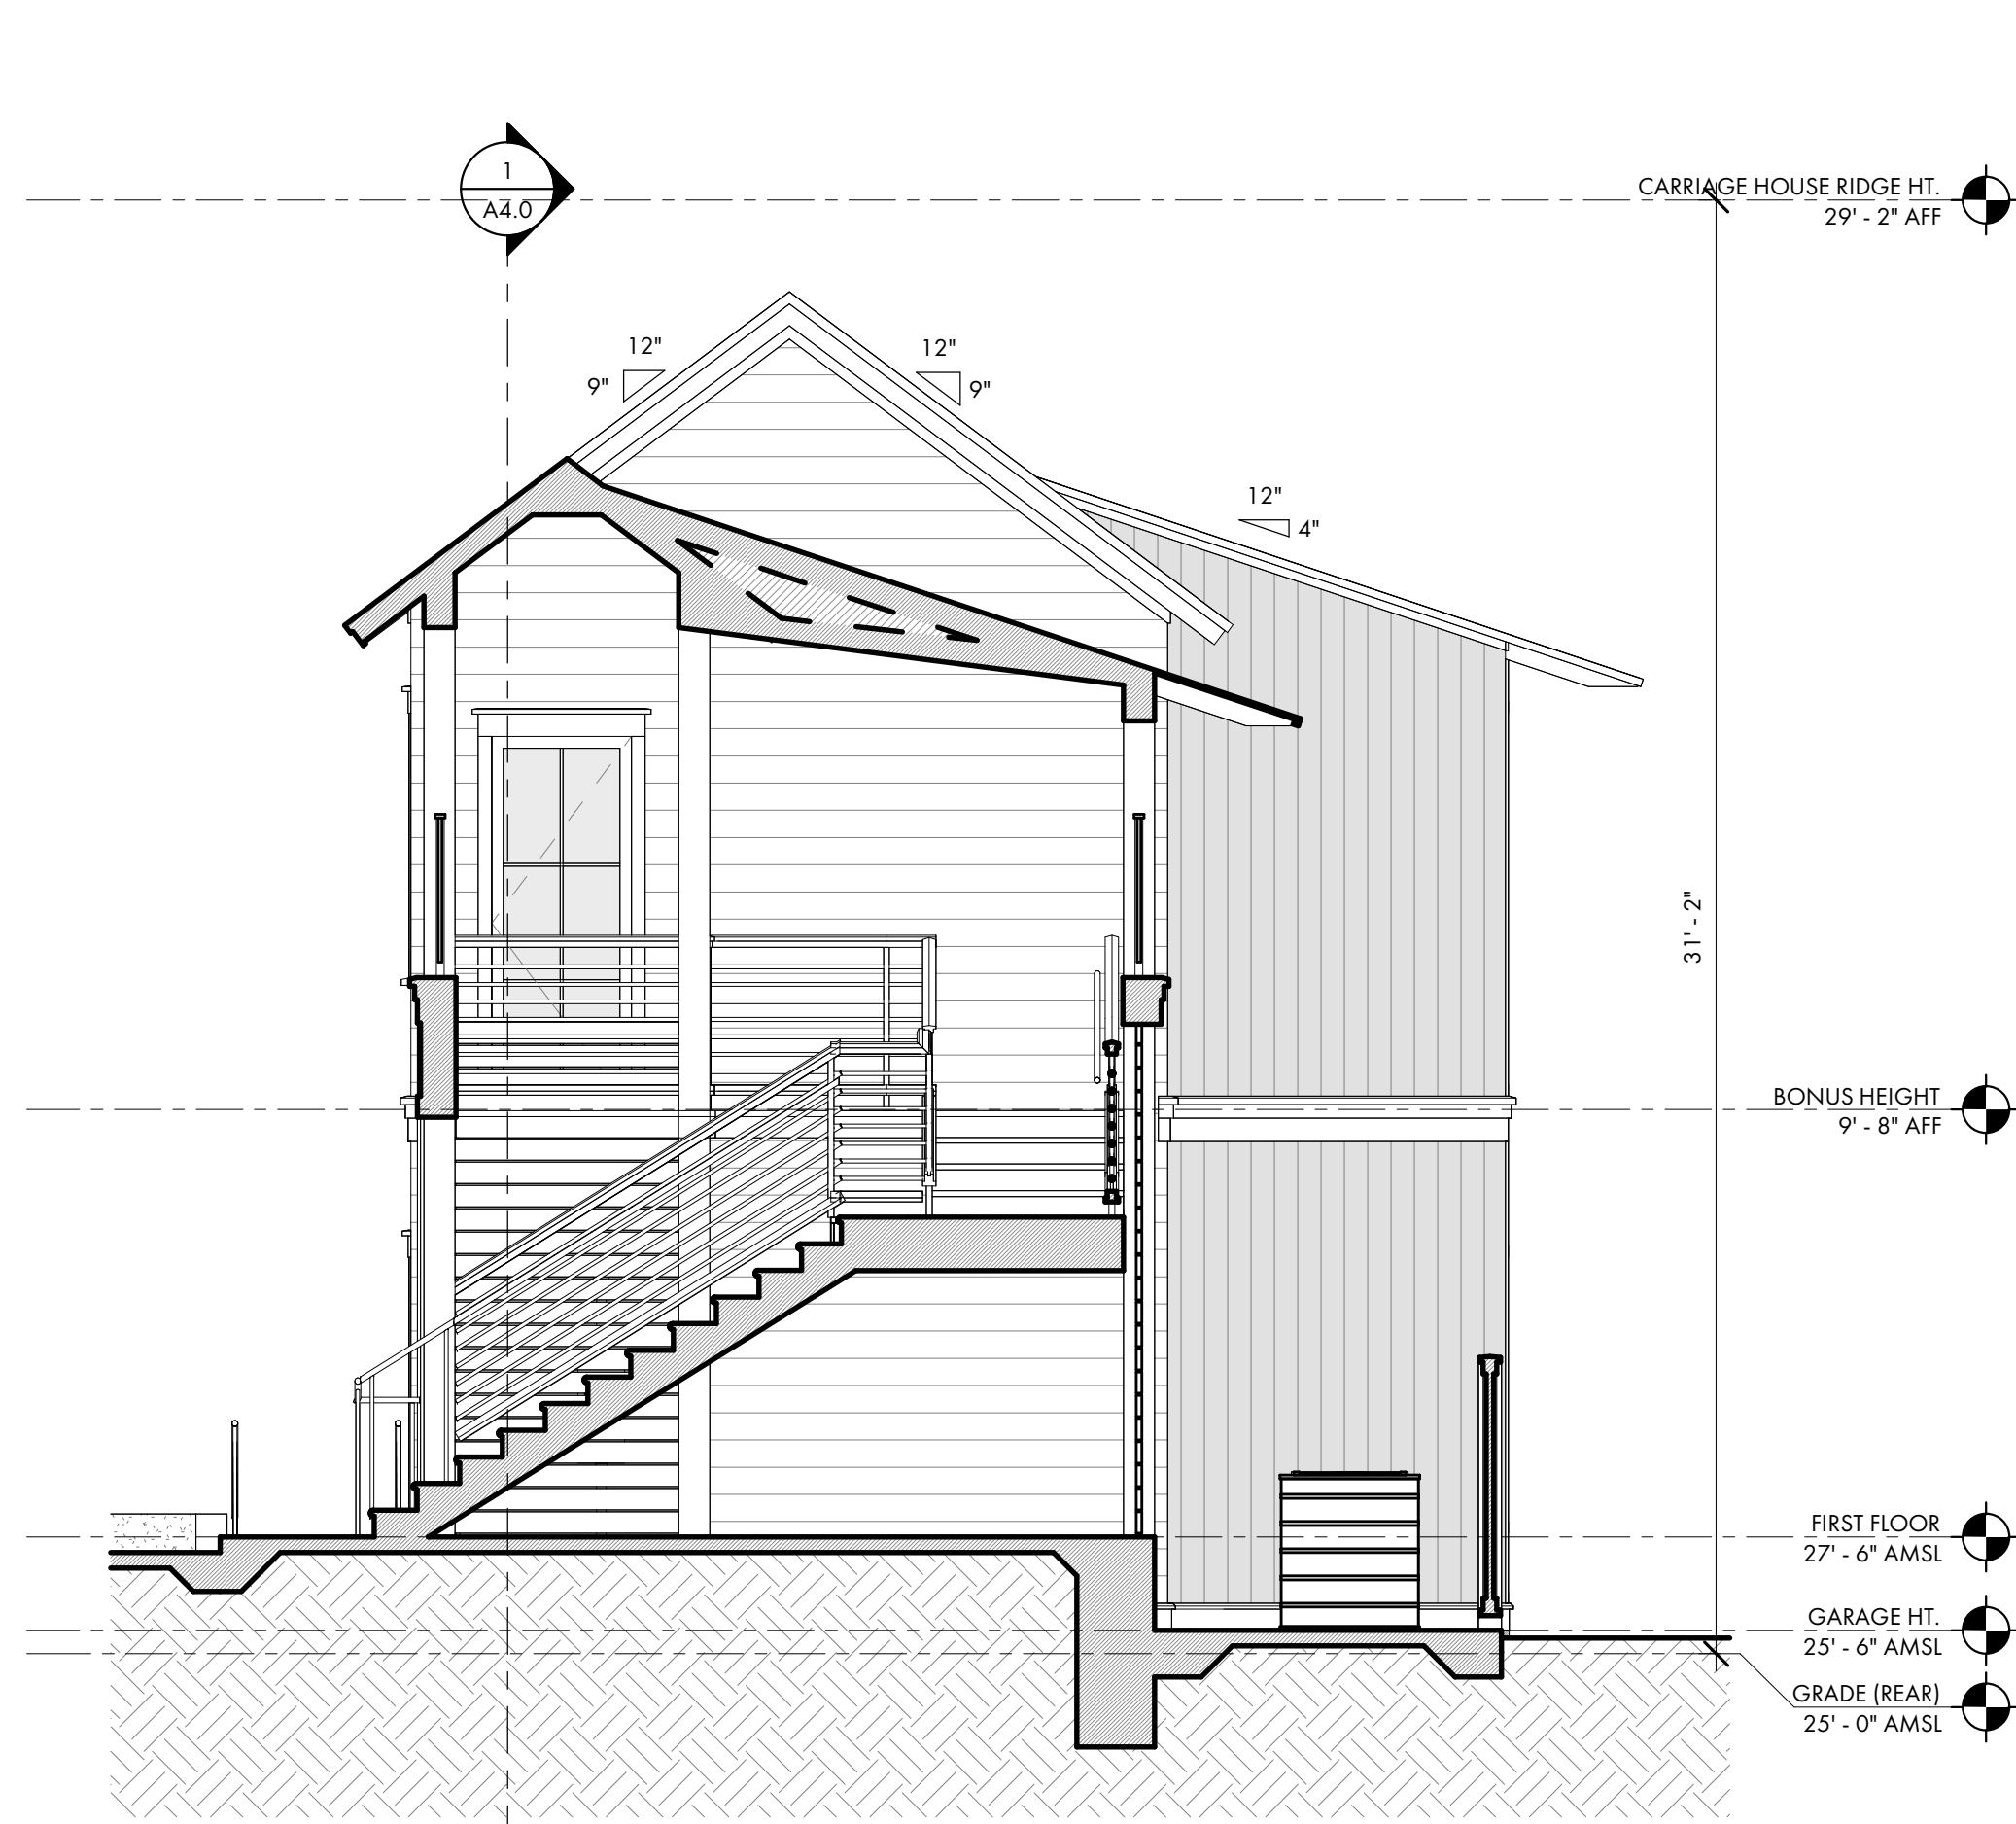 1
A4.0
CARRIAGE HOUSE RIDGE HT.
29' - 2" AFF
12"
9"
12"
9"
12"
4"
31' - 2"
BONUS HEIGHT
9' - 8" AFF
FIRST FLOOR
27' - 6" AMSL
GARAGE HT.
25' - 6" AMSL
GRADE (REAR)
25' - 0" AMSL